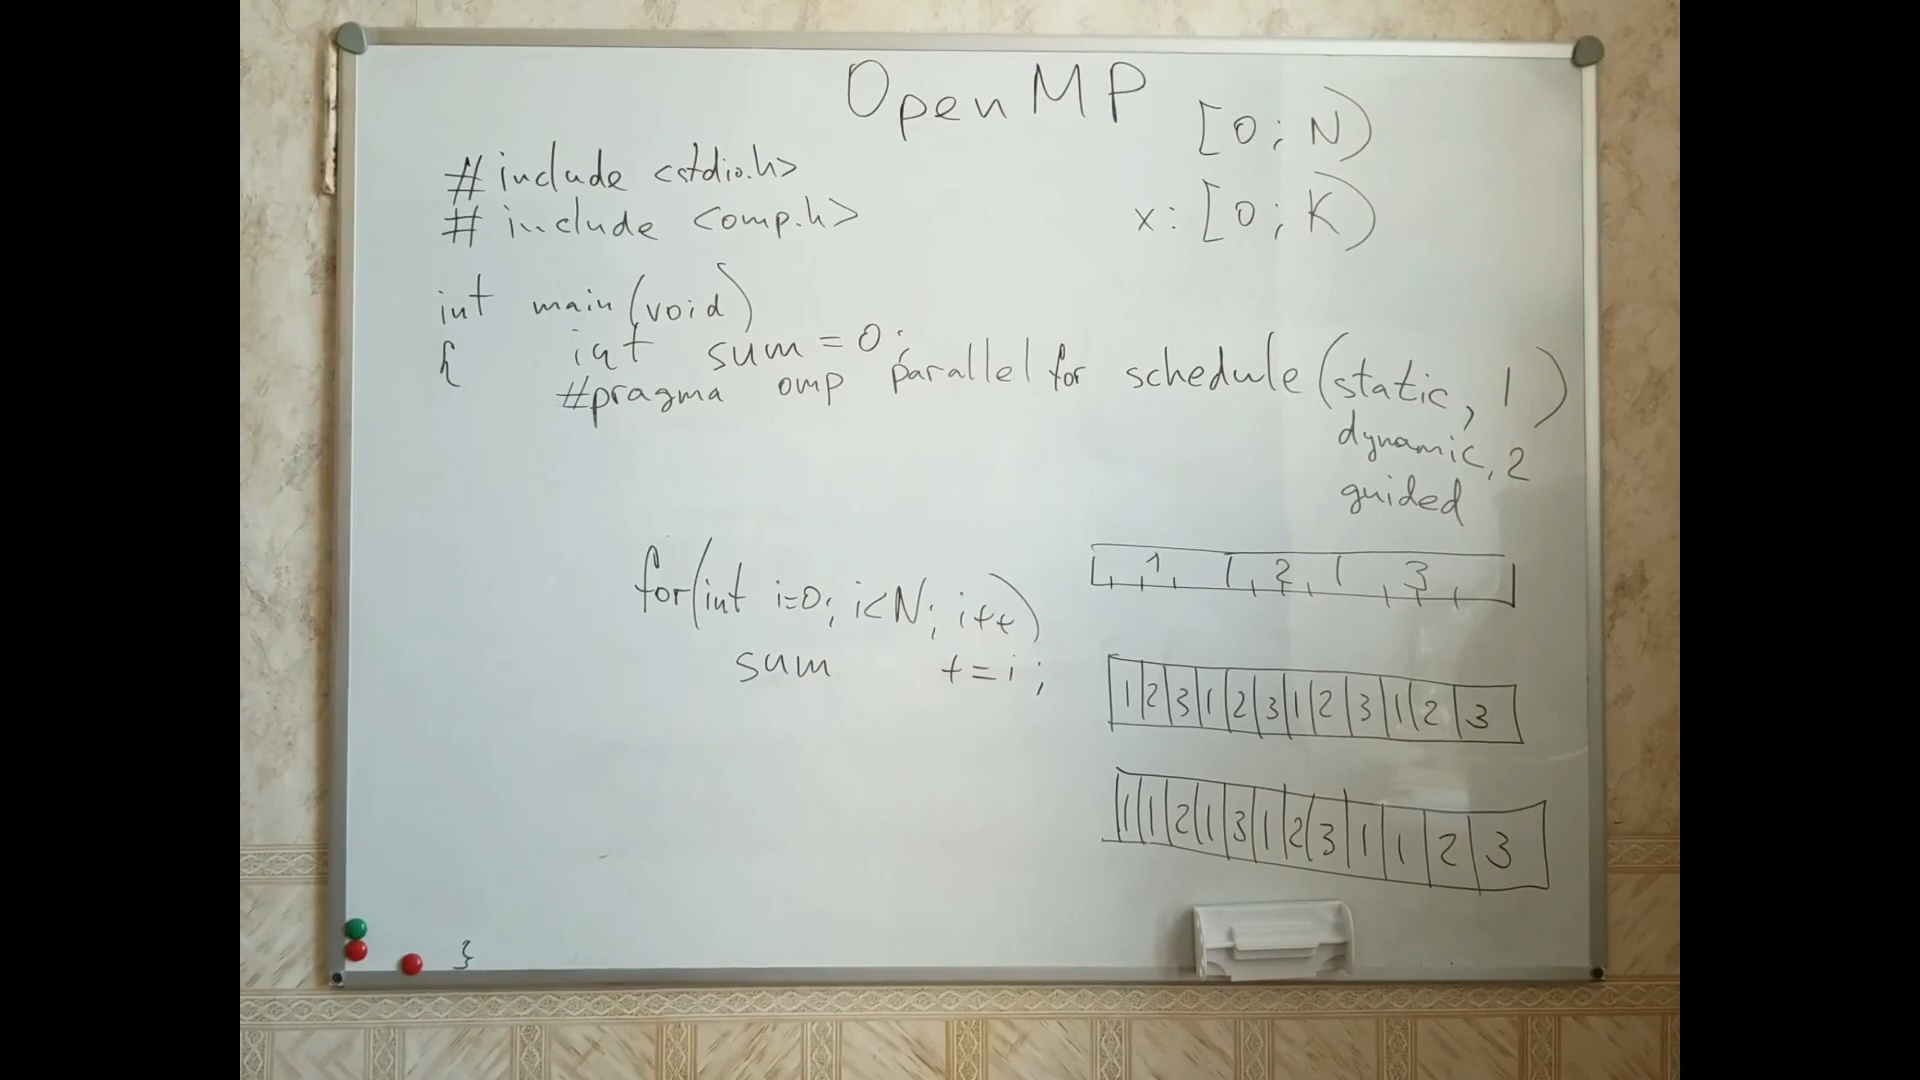 OpenMP
[0; N)
x: [0; K)
#include <stdio.h>
#include <omp.h>
int main(void)
{ int sum = 0;
#pragma omp parallel for schedule(static, 1)
dynamic, 2
guided
for(int i=0; i<N; i++)
sum += i;
1 2 3
1 2 3 1 2 3 1 2 3 1 2 3
1 1 2 1 3 1 2 3 1 1 2 3
}